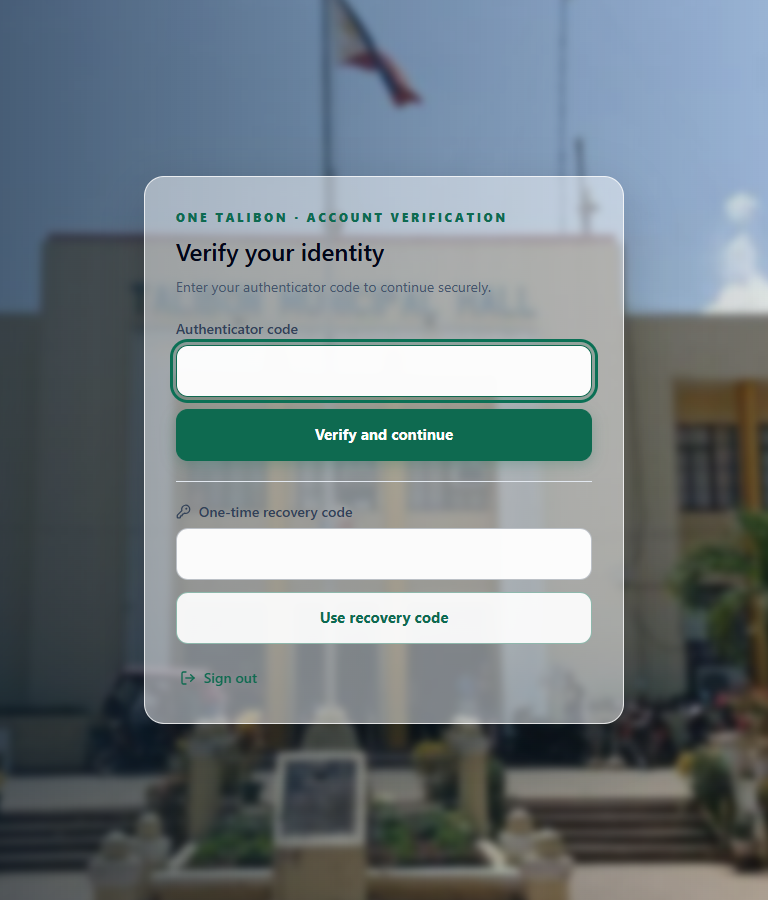 ONE TALIBON · ACCOUNT VERIFICATION
Verify your identity
Enter your authenticator code to continue securely.
Authenticator code
Verify and continue
One-time recovery code
Use recovery code
Sign out